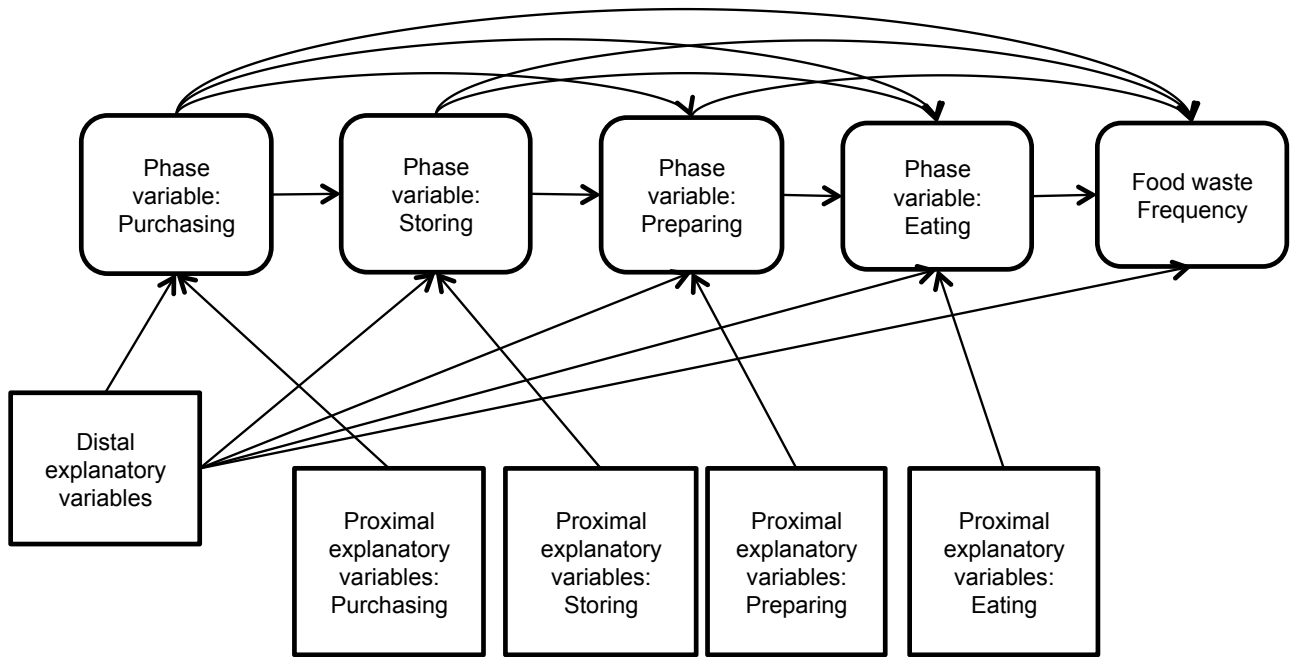 Phase
variable:
Purchasing
Phase
variable:
Storing
Phase
variable:
Preparing
Phase
variable:
Eating
Food waste
Frequency
Distal
explanatory
variables
Proximal
explanatory
variables:
Purchasing
Proximal
explanatory
variables:
Storing
Proximal
explanatory
variables:
Preparing
Proximal
explanatory
variables:
Eating